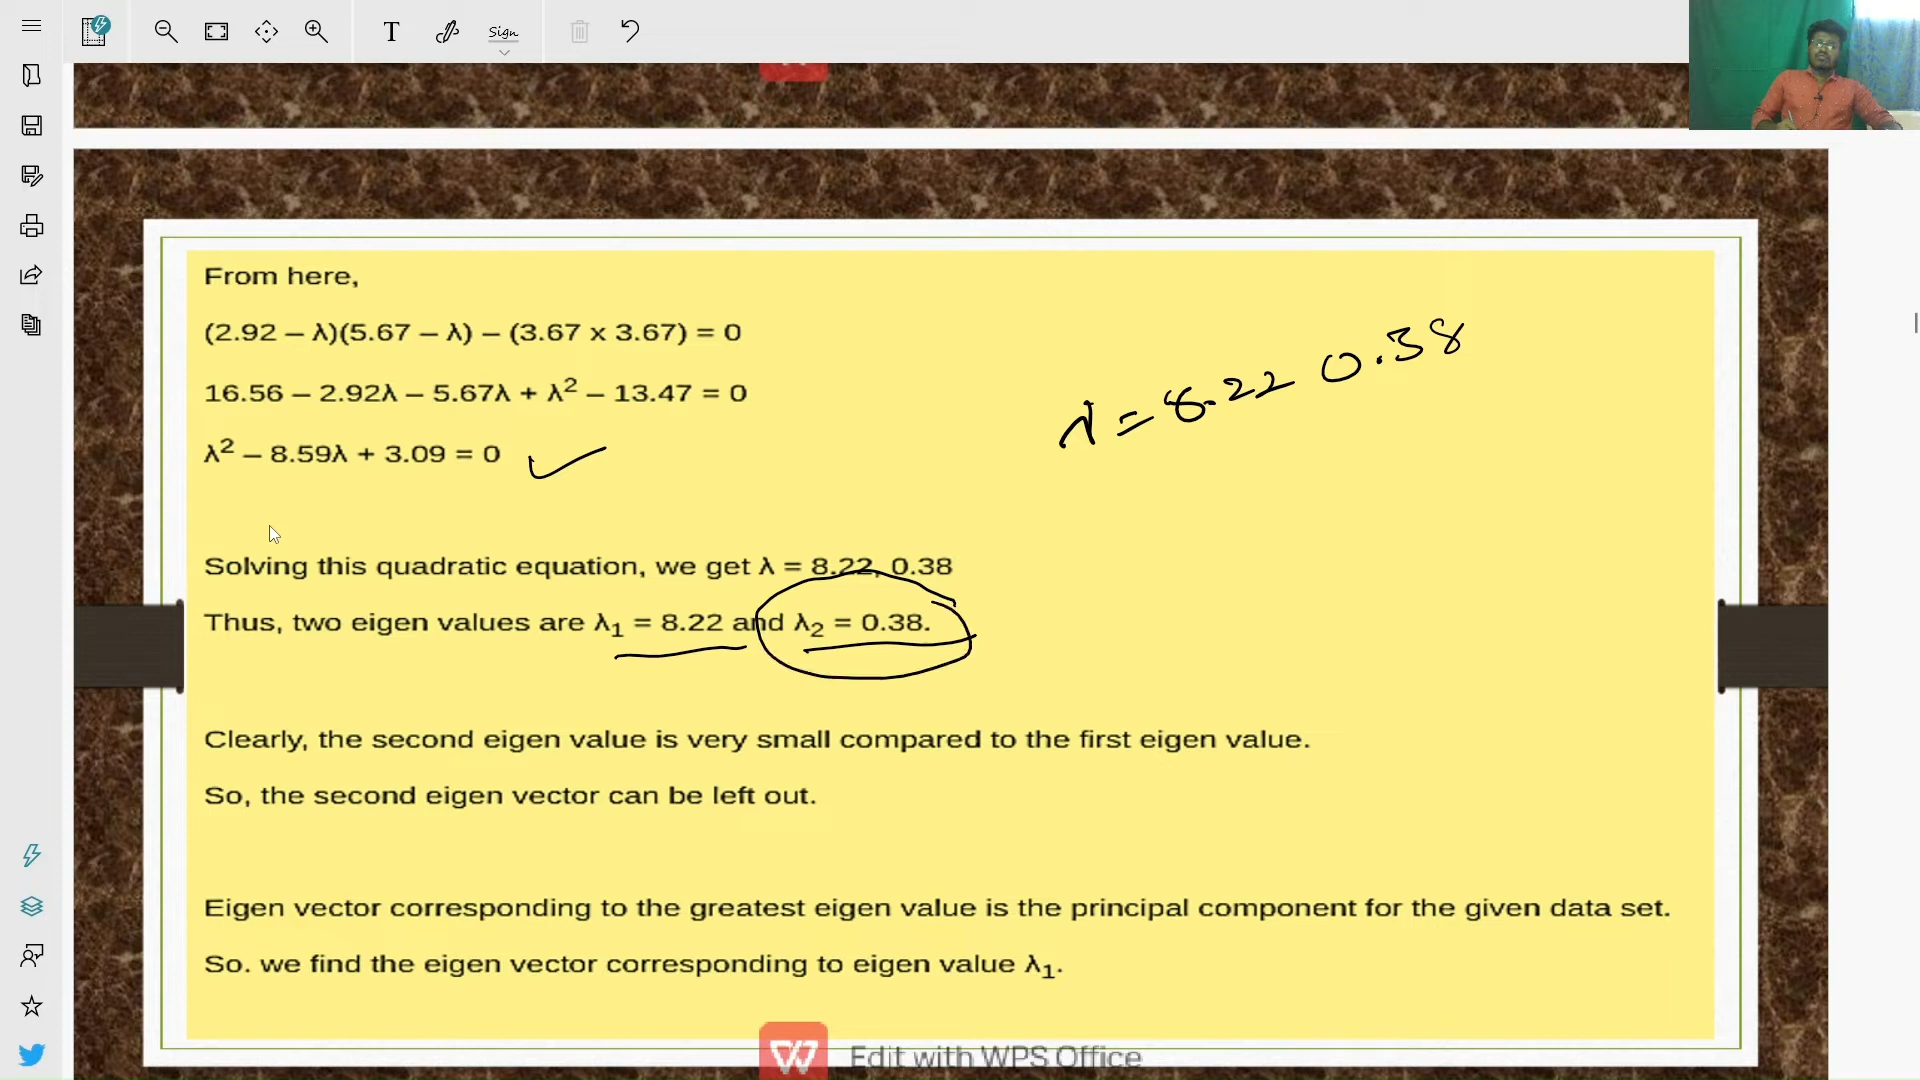 T
Sign
From here,
(2.92 – λ)(5.67 – λ) – (3.67 x 3.67) = 0
16.56 – 2.92λ – 5.67λ + λ² – 13.47 = 0
λ² – 8.59λ + 3.09 = 0
λ = 8.22 0.38
Solving this quadratic equation, we get λ = 8.22, 0.38
Thus, two eigen values are λ₁ = 8.22 and λ₂ = 0.38.
Clearly, the second eigen value is very small compared to the first eigen value.
So, the second eigen vector can be left out.
Eigen vector corresponding to the greatest eigen value is the principal component for the given data set.
So. we find the eigen vector corresponding to eigen value λ₁.
W Edit with WPS Office